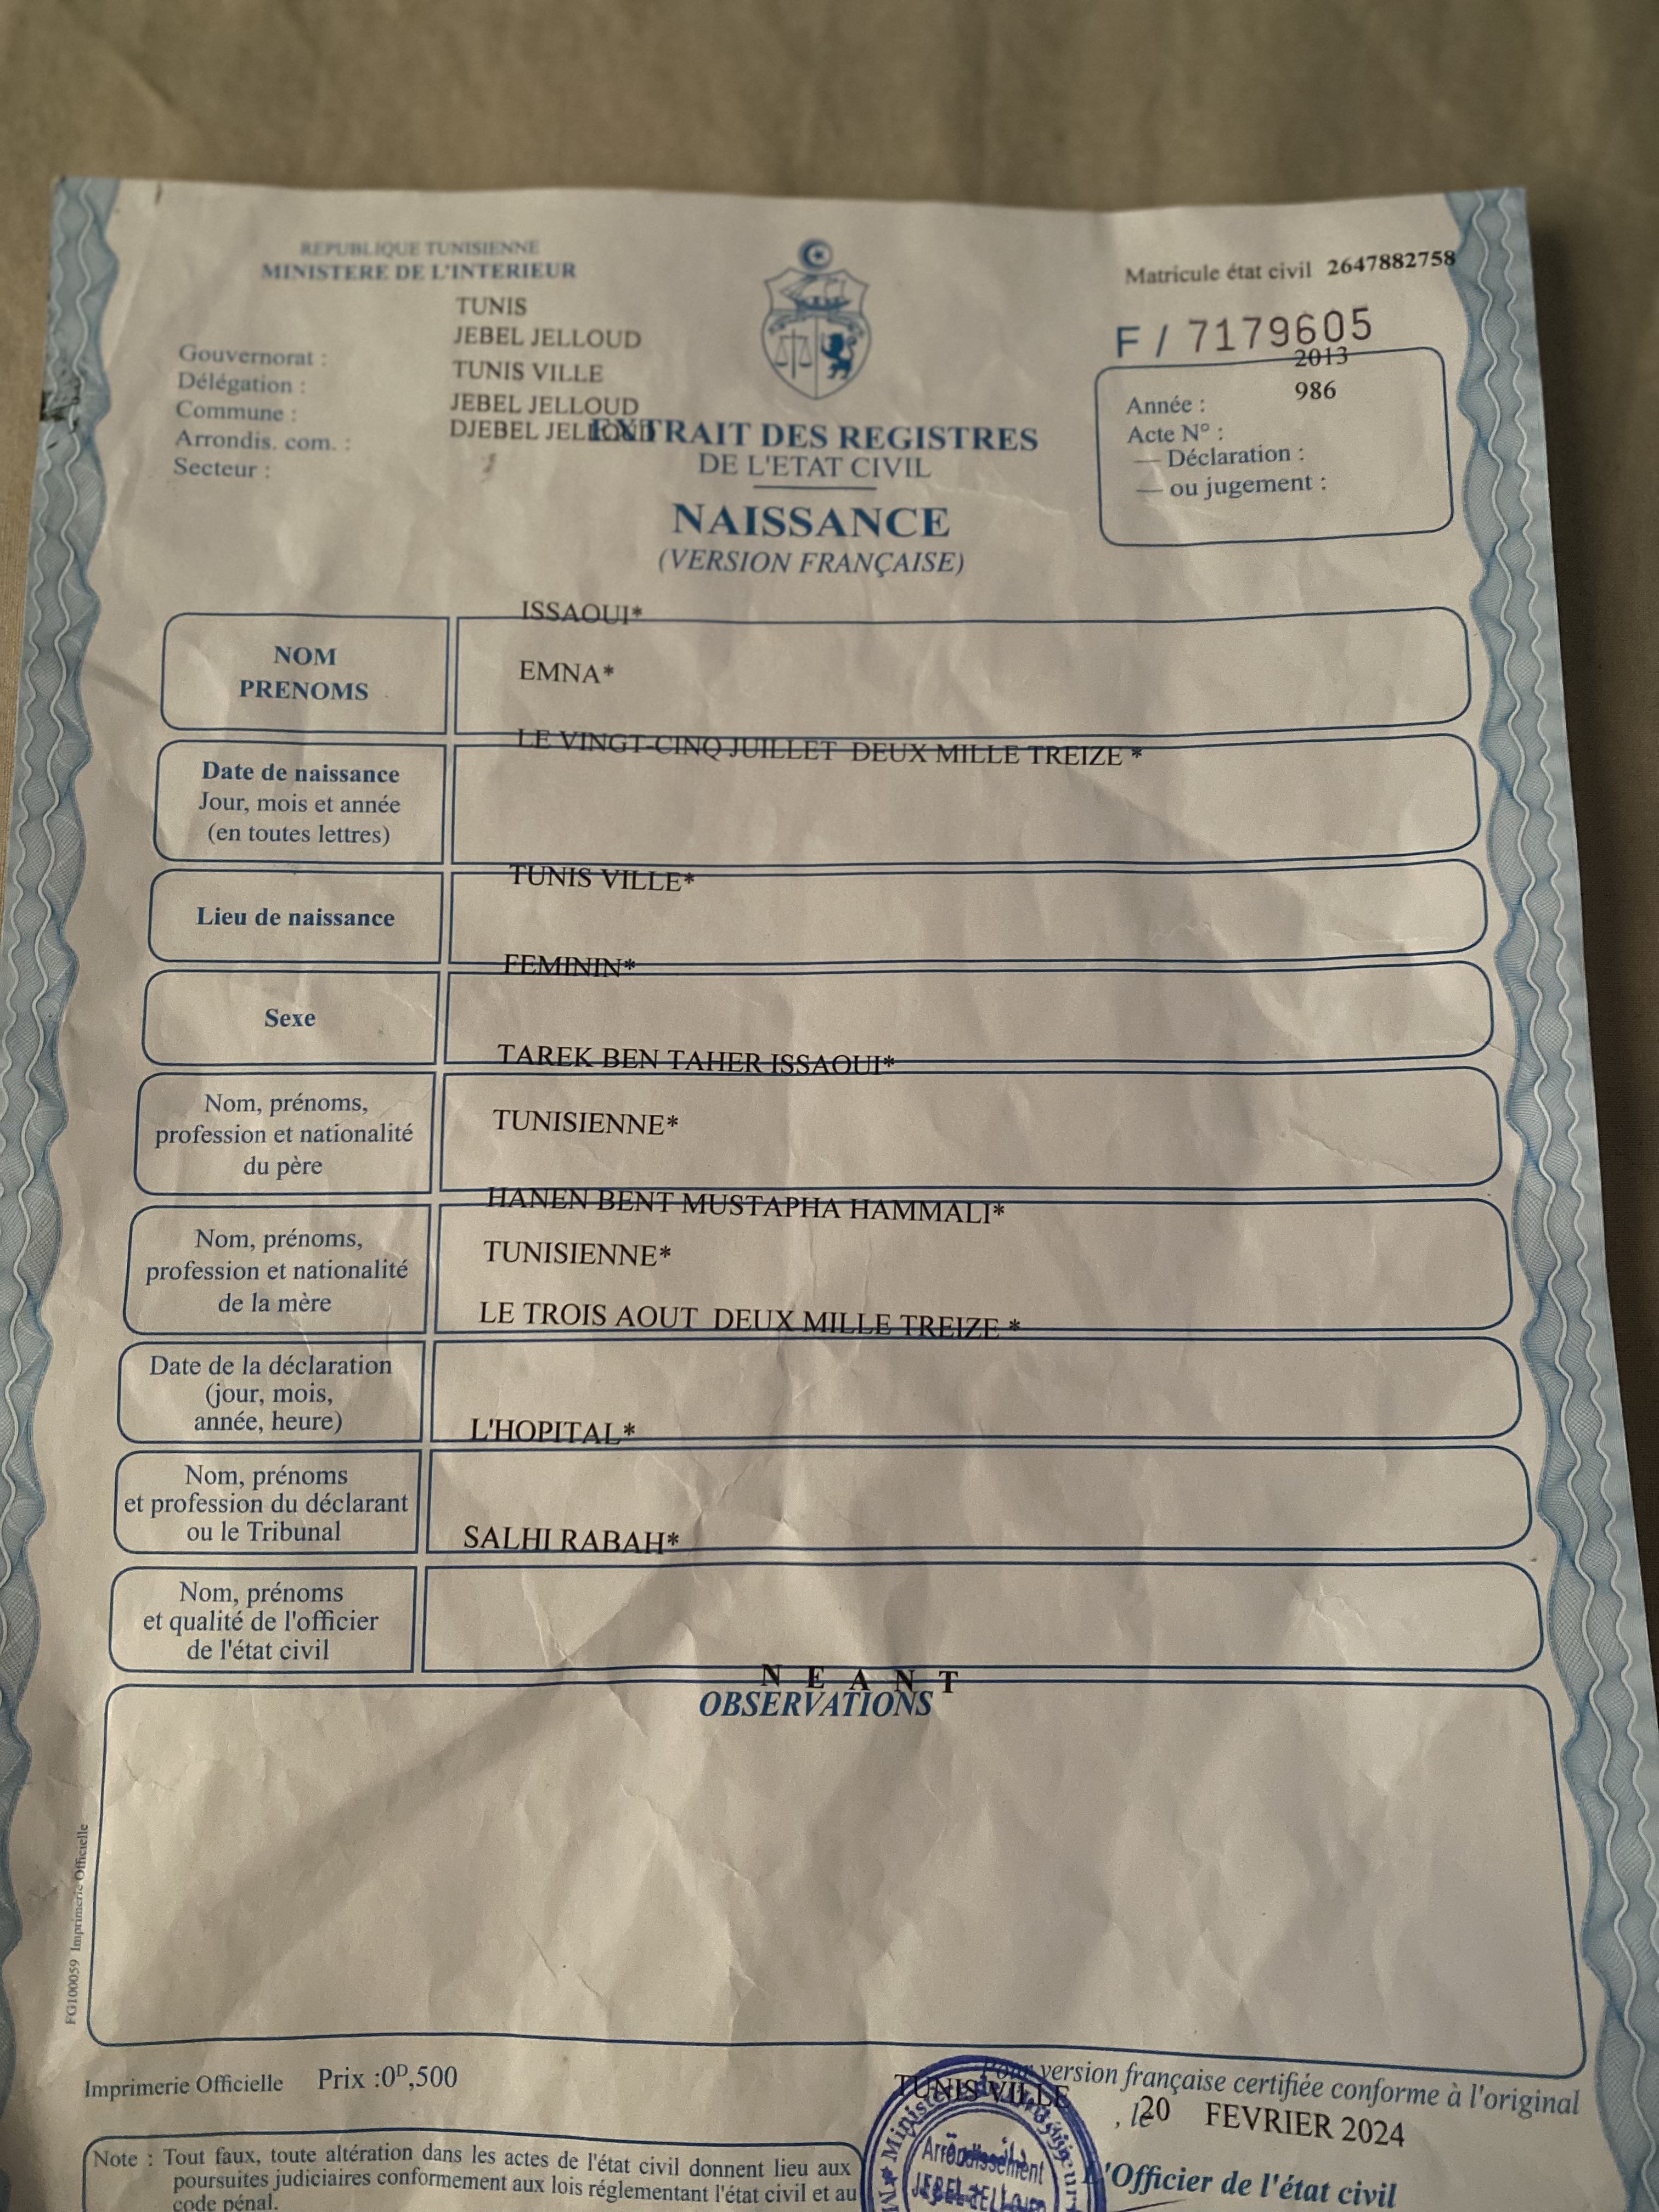 REPUBLIQUE TUNISIENNE
MINISTERE DE L'INTERIEUR
Matricule état civil 2647882758
F / 7179605
TUNIS
JEBEL JELLOUD
TUNIS VILLE
JEBEL JELLOUD
DJEBEL JELLOUD
Gouvernorat :
Délégation :
Commune :
Arrondis. com. :
Secteur :
2013
986
Année :
Acte N° :
— Déclaration :
— ou jugement :
EXTRAIT DES REGISTRES
DE L'ETAT CIVIL
NAISSANCE
(VERSION FRANÇAISE)
ISSAOUI*
NOM
PRENOMS
EMNA*
LE VINGT-CINQ JUILLET DEUX MILLE TREIZE *
Date de naissance
Jour, mois et année
(en toutes lettres)
TUNIS VILLE*
Lieu de naissance
FEMININ*
Sexe
TAREK BEN TAHER ISSAOUI*
Nom, prénoms,
profession et nationalité
du père
TUNISIENNE*
HANEN BENT MUSTAPHA HAMMALI*
Nom, prénoms,
profession et nationalité
de la mère
TUNISIENNE*
LE TROIS AOUT DEUX MILLE TREIZE *
Date de la déclaration
(jour, mois,
année, heure)
L'HOPITAL*
Nom, prénoms
et profession du déclarant
ou le Tribunal
SALHI RABAH*
Nom, prénoms
et qualité de l'officier
de l'état civil
N E A N T
OBSERVATIONS
FG100059 Imprimerie Officielle
Imprimerie Officielle Prix :0D,500
Pour version française certifiée conforme à l'original
TUNIS VILLE , le 20 FEVRIER 2024
L'Officier de l'état civil
Note : Tout faux, toute altération dans les actes de l'état civil donnent lieu aux
poursuites judiciaires conformement aux lois réglementant l'état civil et au
code pénal.
Arrondissement
JEBEL JELLOUD